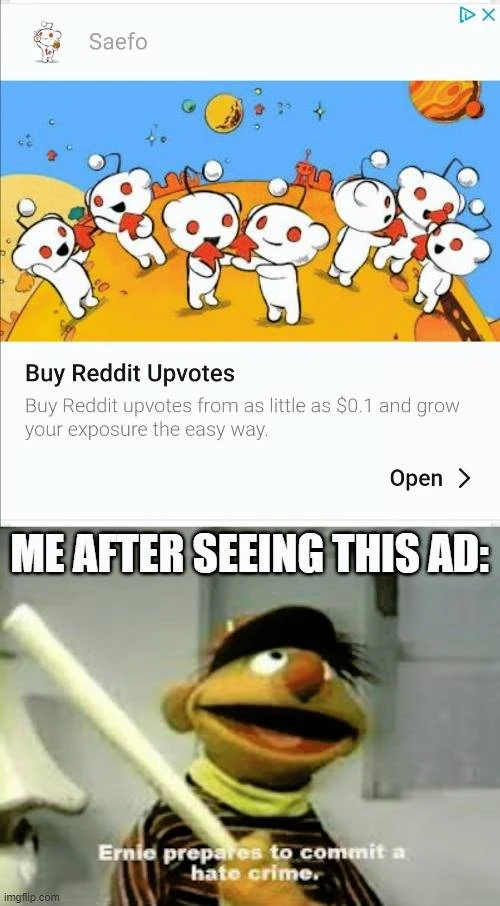 Saefo
Buy Reddit Upvotes
Buy Reddit upvotes from as little as $0.1 and grow
your exposure the easy way.
Open
ME AFTER SEEING THIS AD:
Ernie prepares to commit a
hate crime.
imgflip.com